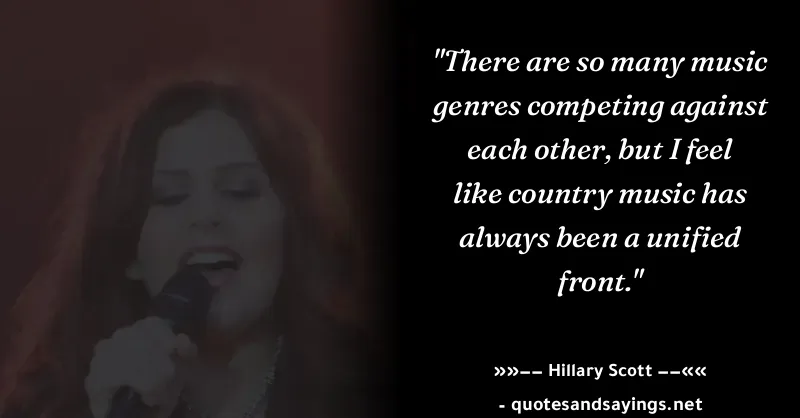 "There are so many music
genres competing against
each other, but I feel
like country music has
always been a unified
front."
»»–– Hillary Scott ––««
- quotesandsayings.net